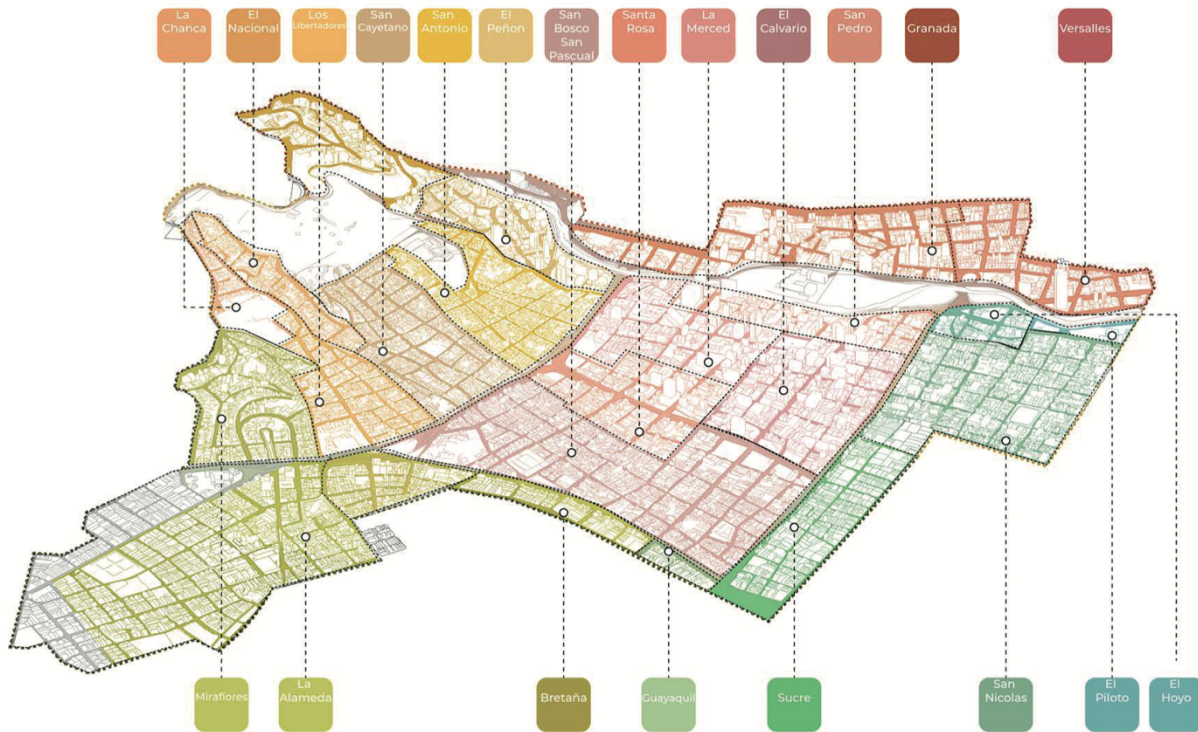 La
Chanca
El
Nacional
Los
Libertadores
San
Cayetano
San
Antonio
El
Peñon
San
Bosco
San
Pascual
Santa
Rosa
La
Merced
El
Calvario
San
Pedro
Granada
Versalles
Miraflores
La
Alameda
Bretaña
Guayaquil
Sucre
San
Nicolas
El
Piloto
El
Hoyo